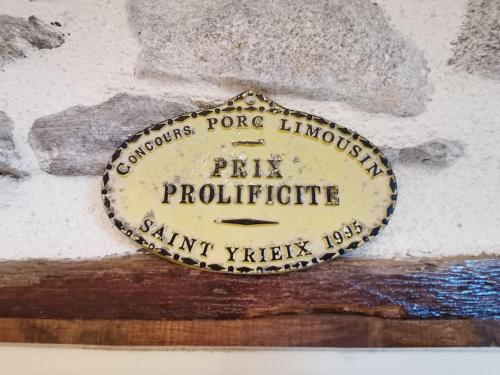 CONCOURS PORC LIMOUSIN
PRIX
PROLIFICITE
SAINT YRIEIX 1995